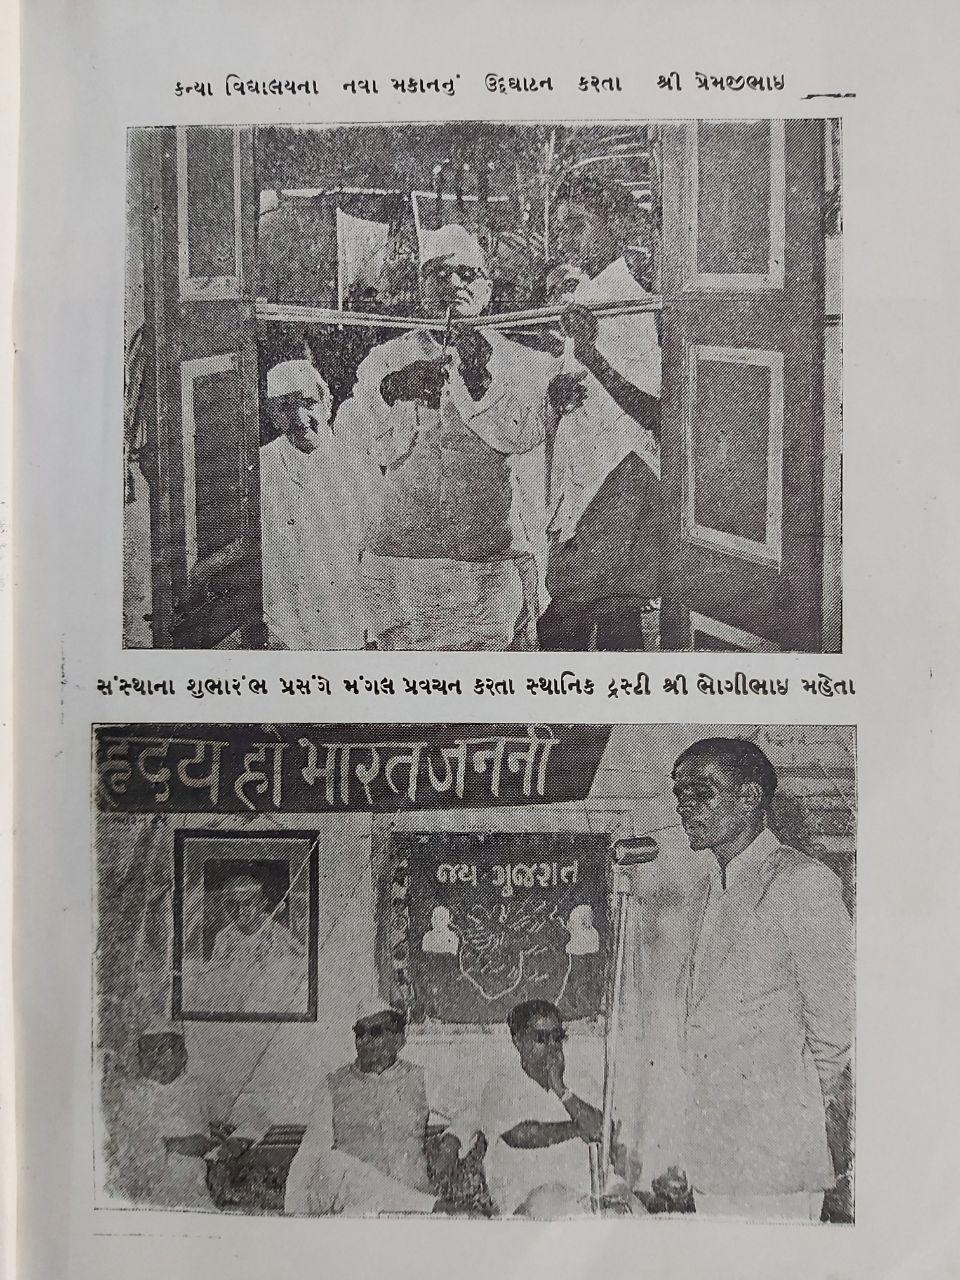 કન્યા વિદ્યાલયના નવા મકાનનું ઉદ્દઘાટન કરતા શ્રી પ્રેમજીભાઇ
સંસ્થાના શુભારંભ પ્રસંગે મંગલ પ્રવચન કરતા સ્થાનિક ટ્રસ્ટી શ્રી ભોગીભાઇ મહેતા
हृदय हो भारत जननी
જય ગુજરાત